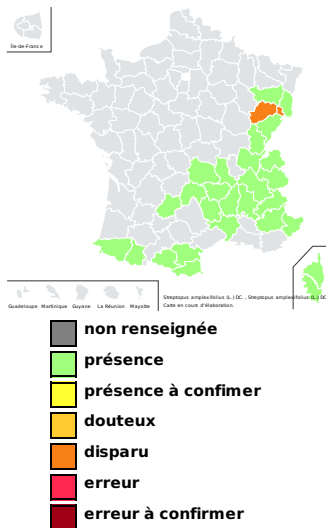 Île-de-France
Guadeloupe Martinique Guyane La Réunion Mayotte
Streptopus amplexifolius (L.) DC. , Streptopus amplexifolius (L.) DC
Carte en cours d'élaboration.
non renseignée
présence
présence à confimer
douteux
disparu
erreur
erreur à confirmer